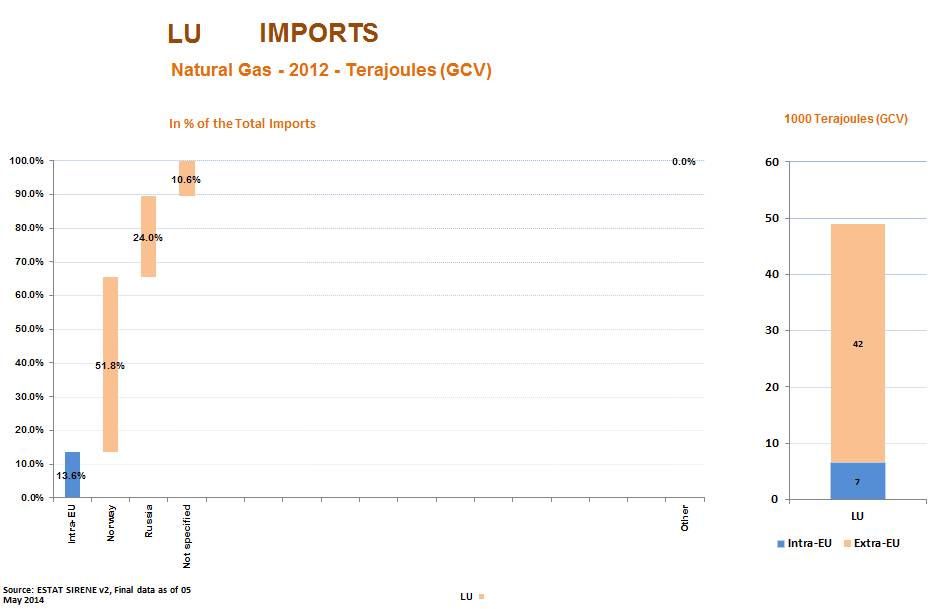 LU IMPORTS
Natural Gas - 2012 - Terajoules (GCV)
In % of the Total Imports
100.0%
90.0%
80.0%
70.0%
60.0%
50.0%
40.0%
30.0%
20.0%
10.0%
0.0%
13.6%
51.8%
24.0%
10.6%
0.0%
Intra-EU
Norway
Russia
Not specified
Other
LU
1000 Terajoules (GCV)
60
50
40
30
20
10
0
42
7
LU
Intra-EU Extra-EU
Source: ESTAT SIRENE v2, Final data as of 05
May 2014